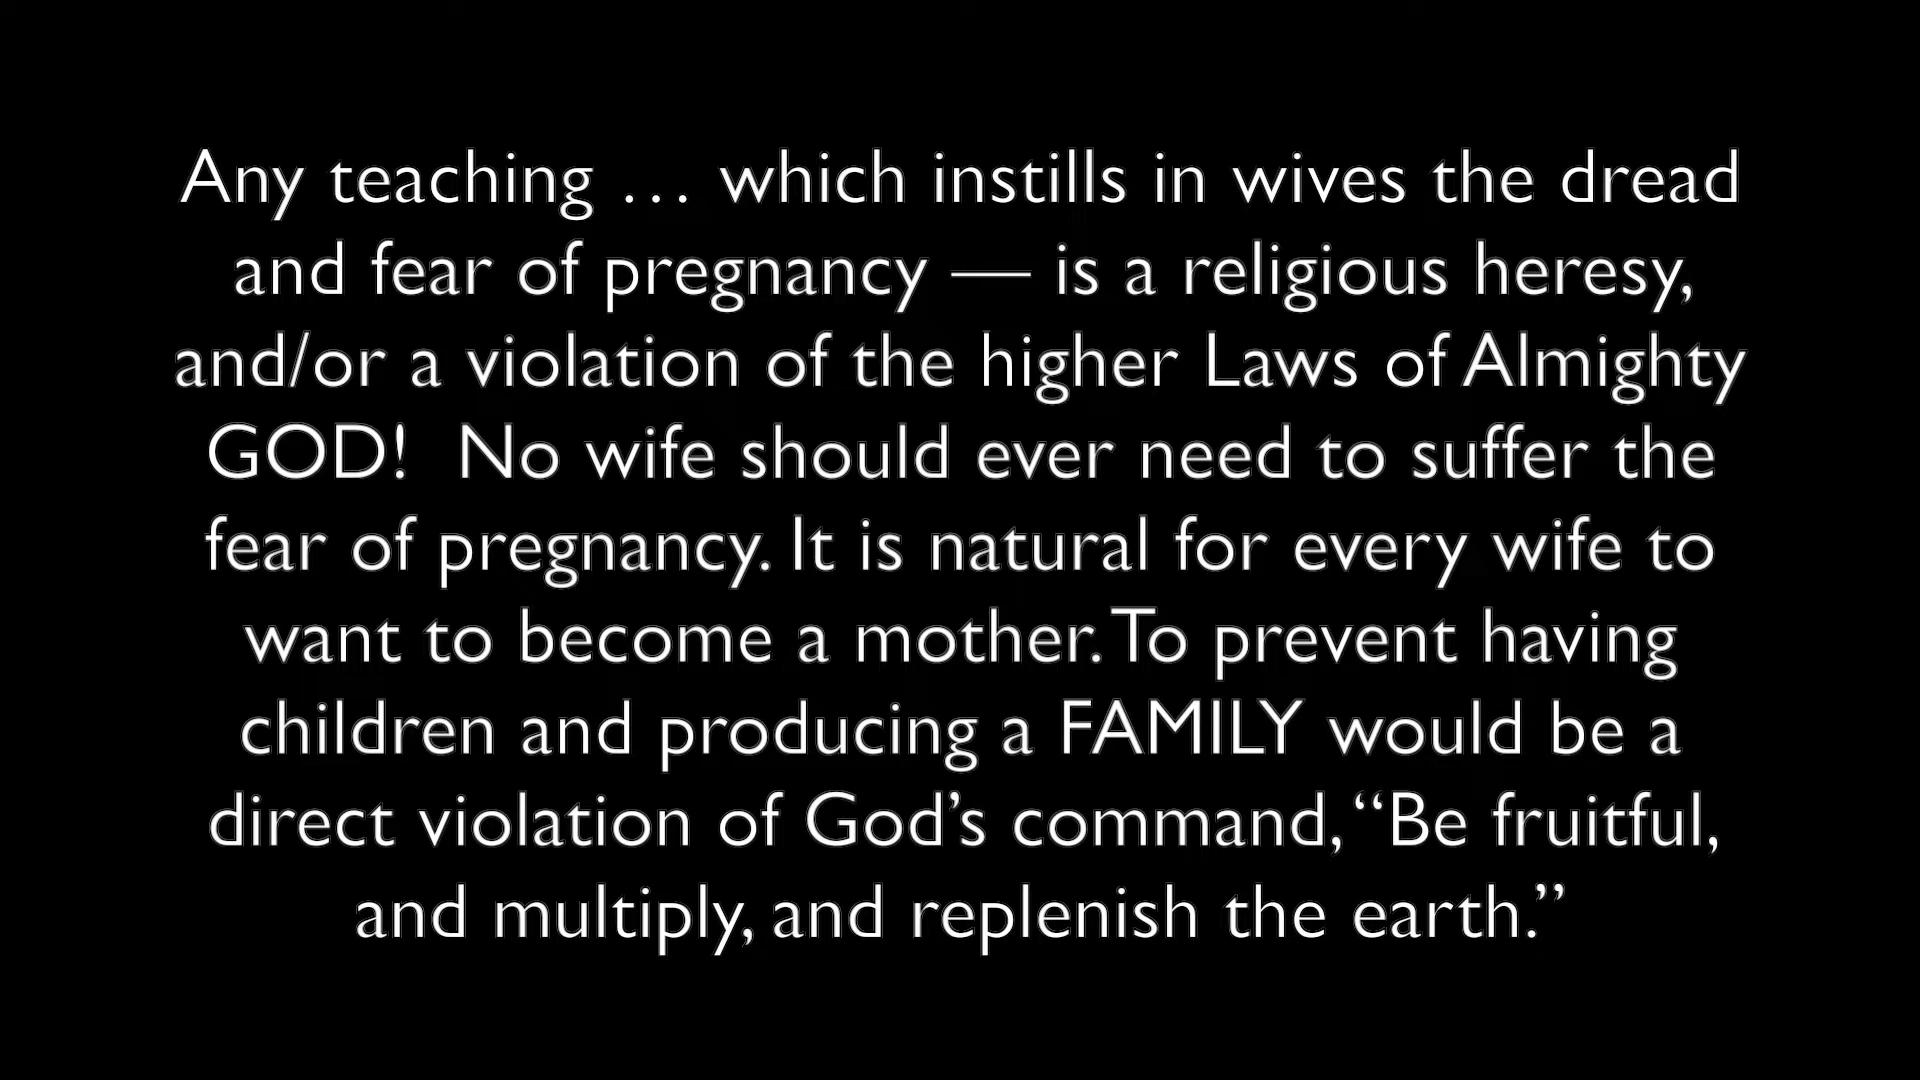 Any teaching … which instills in wives the dread
and fear of pregnancy — is a religious heresy,
and/or a violation of the higher Laws of Almighty
GOD!  No wife should ever need to suffer the
fear of pregnancy. It is natural for every wife to
want to become a mother. To prevent having
children and producing a FAMILY would be a
direct violation of God’s command, “Be fruitful,
and multiply, and replenish the earth.”